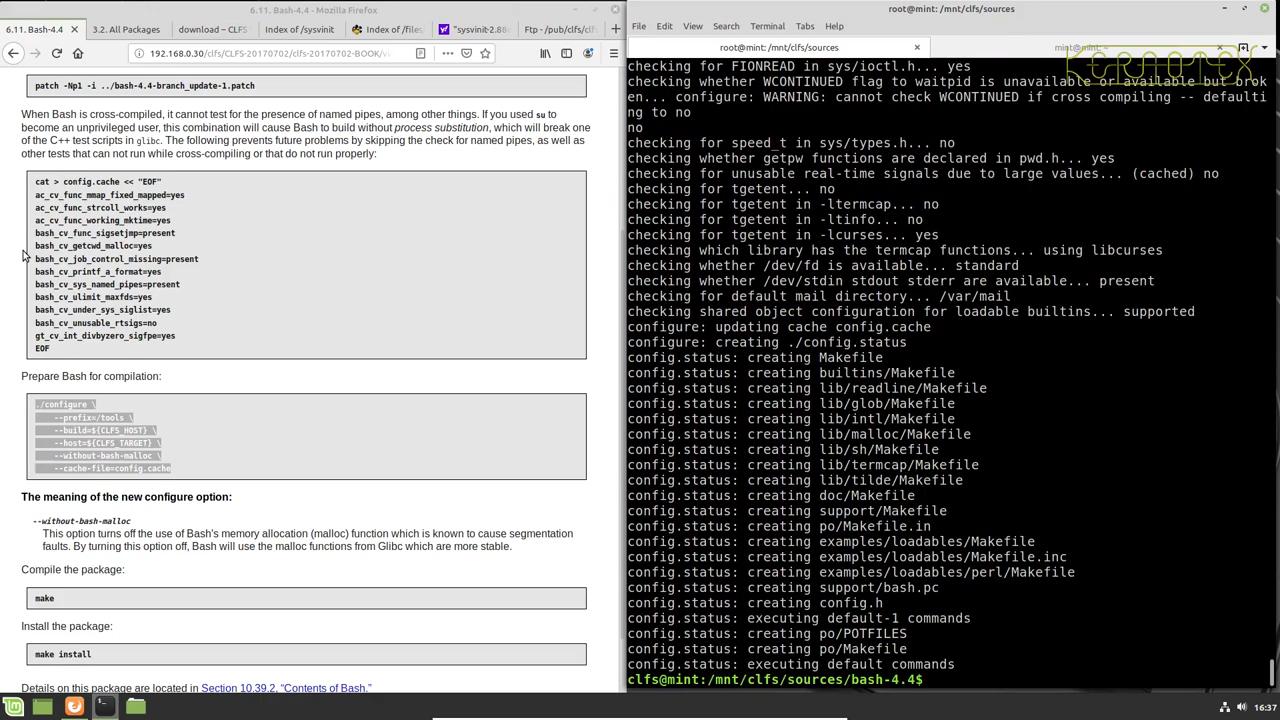 6.11. Bash-4.4 - Mozilla Firefox
root@mint: /mnt/clfs/sources
6.11. Bash-4.4
3.2. All Packages
download – CLFS
Index of /sysvinit
Index of /files
"sysvinit-2.88
Ftp - /pub/clfs/
File Edit View Search Terminal Tabs Help
192.168.0.30/clfs/CLFS-20170702/clfs-20170702-BOOK/
root@mint: /mnt/clfs/sources
root@mint: ~
KERNOTEX
patch -Np1 -i ../bash-4.4-branch_update-1.patch
When Bash is cross-compiled, it cannot test for the presence of named pipes, among other things. If you used su to
become an unprivileged user, this combination will cause Bash to build without process substitution, which will break one
of the C++ test scripts in glibc. The following prevents future problems by skipping the check for named pipes, as well as
other tests that can not run while cross-compiling or that do not run properly:
cat > config.cache << "EOF"
ac_cv_func_mmap_fixed_mapped=yes
ac_cv_func_strcoll_works=yes
ac_cv_func_working_mktime=yes
bash_cv_func_sigsetjmp=present
bash_cv_getcwd_malloc=yes
bash_cv_job_control_missing=present
bash_cv_printf_a_format=yes
bash_cv_sys_named_pipes=present
bash_cv_ulimit_maxfds=yes
bash_cv_under_sys_siglist=yes
bash_cv_unusable_rtsigs=no
gt_cv_int_divbyzero_sigfpe=yes
EOF
Prepare Bash for compilation:
./configure \
--prefix=/tools \
--build=${CLFS_HOST} \
--host=${CLFS_TARGET} \
--without-bash-malloc \
--cache-file=config.cache
The meaning of the new configure option:
--without-bash-malloc
This option turns off the use of Bash's memory allocation (malloc) function which is known to cause segmentation
faults. By turning this option off, Bash will use the malloc functions from Glibc which are more stable.
Compile the package:
make
Install the package:
make install
Details on this package are located in Section 10.39.2, “Contents of Bash.”
checking for FIONREAD in sys/ioctl.h... yes
checking whether WCONTINUED flag to waitpid is unavailable or available but brok
en... configure: WARNING: cannot check WCONTINUED if cross compiling -- defaulti
ng to no
no
checking for speed_t in sys/types.h... no
checking whether getpw functions are declared in pwd.h... yes
checking for unusable real-time signals due to large values... (cached) no
checking for tgetent... no
checking for tgetent in -ltermcap... no
checking for tgetent in -ltinfo... no
checking for tgetent in -lcurses... yes
checking which library has the termcap functions... using libcurses
checking whether /dev/fd is available... standard
checking whether /dev/stdin stdout stderr are available... present
checking for default mail directory... /var/mail
checking shared object configuration for loadable builtins... supported
configure: updating cache config.cache
configure: creating ./config.status
config.status: creating Makefile
config.status: creating builtins/Makefile
config.status: creating lib/readline/Makefile
config.status: creating lib/glob/Makefile
config.status: creating lib/intl/Makefile
config.status: creating lib/malloc/Makefile
config.status: creating lib/sh/Makefile
config.status: creating lib/termcap/Makefile
config.status: creating lib/tilde/Makefile
config.status: creating doc/Makefile
config.status: creating support/Makefile
config.status: creating po/Makefile.in
config.status: creating examples/loadables/Makefile
config.status: creating examples/loadables/Makefile.inc
config.status: creating examples/loadables/perl/Makefile
config.status: creating support/bash.pc
config.status: creating config.h
config.status: executing default-1 commands
config.status: creating po/POTFILES
config.status: creating po/Makefile
config.status: executing default commands
clfs@mint:/mnt/clfs/sources/bash-4.4$
16:37